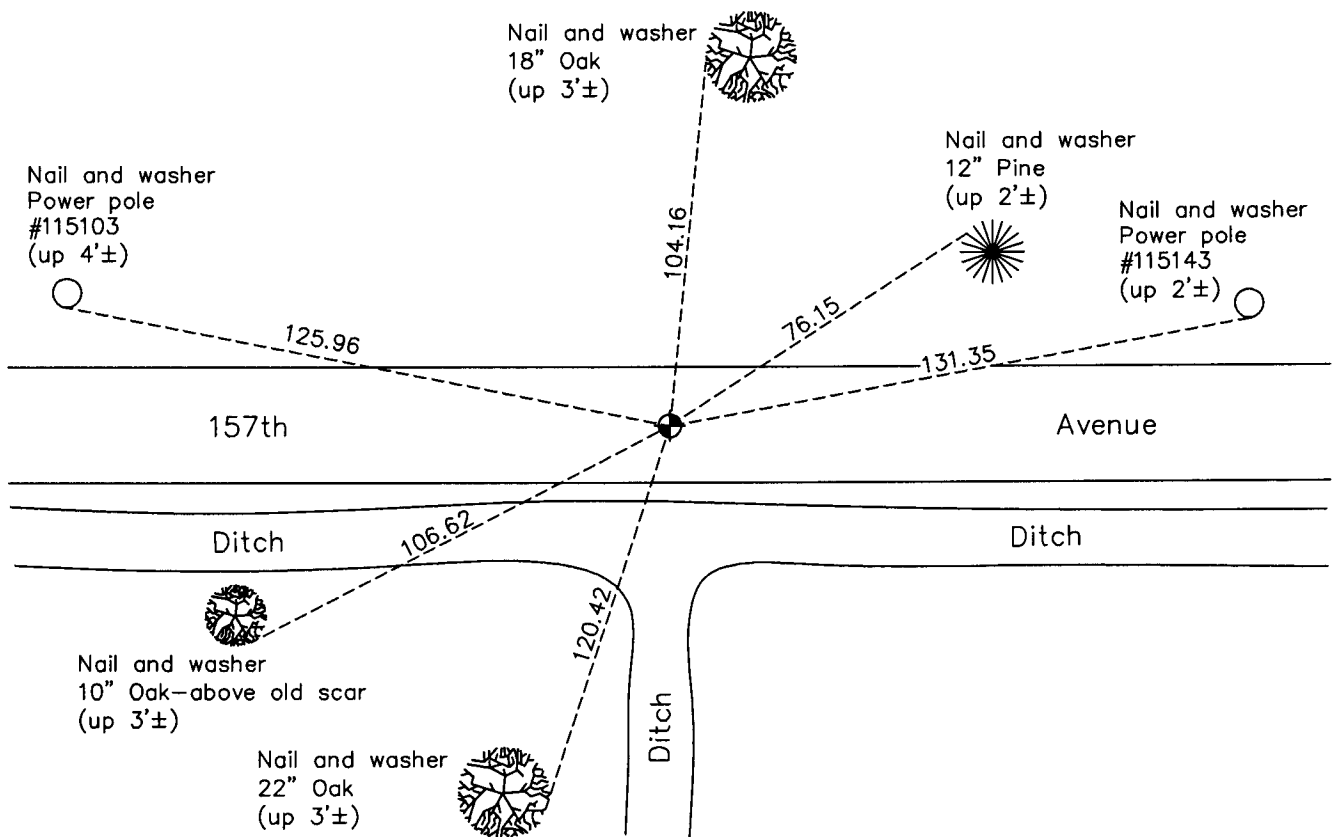 Nail and washer
18" Oak
(up 3'±)
Nail and washer
12" Pine
(up 2'±)
Nail and washer
Power pole
#115103
(up 4'±)
Nail and washer
Power pole
#115143
(up 2'±)
104.16
76.15
125.96
131.35
157th
Avenue
106.62
Ditch
Ditch
120.42
Nail and washer
10" Oak-above old scar
(up 3'±)
Ditch
Nail and washer
22" Oak
(up 3'±)